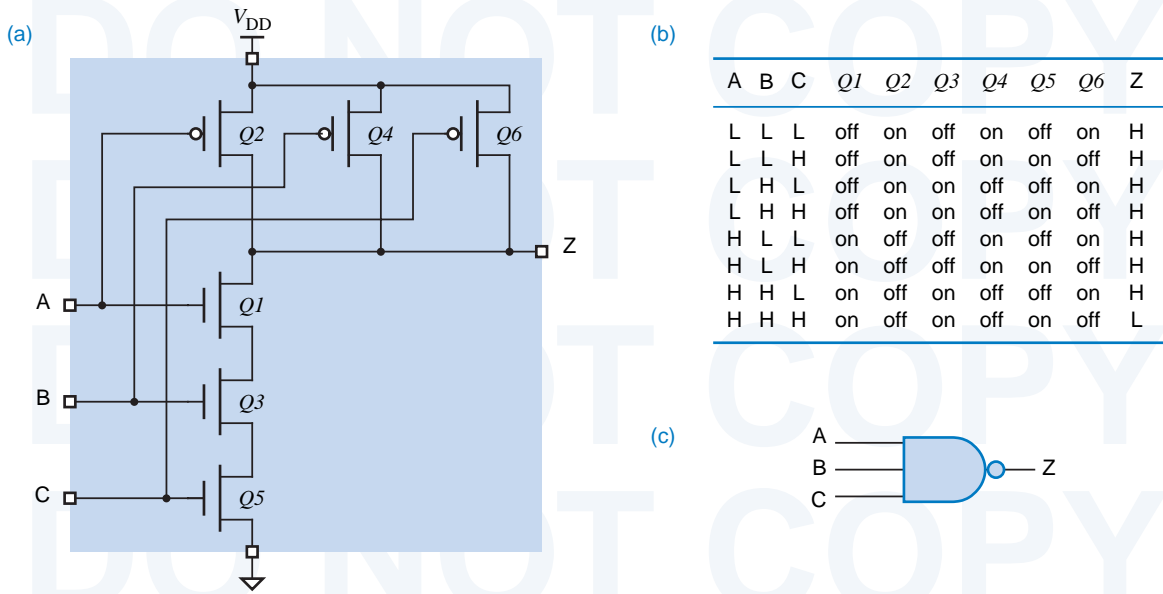 DO NOT COPY
DO NOT COPY
DO NOT COPY
DO NOT COPY
(a)
VDD
Q2
Q4
Q6
Z
A
Q1
B
Q3
C
Q5
(b)
A B C Q1 Q2 Q3 Q4 Q5 Q6 Z
L L L off on off on off on H
L L H off on off on on off H
L H L off on on off off on H
L H H off on on off on off H
H L L on off off on off on H
H L H on off off on on off H
H H L on off on off off on H
H H H on off on off on off L
(c)
A
B
C
Z